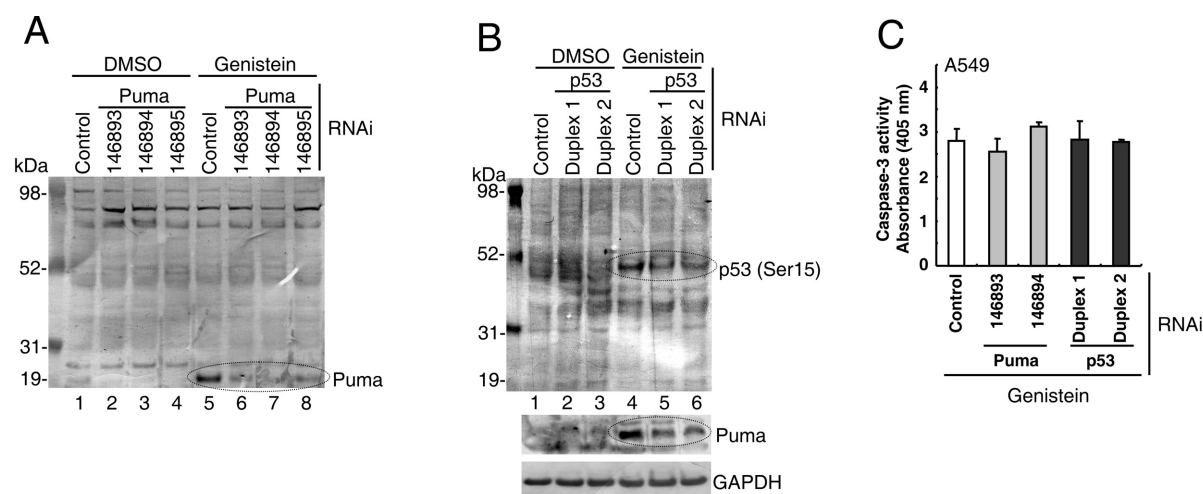 A
DMSO
Genistein
Puma
Puma
Control
146893
146894
146895
Control
146893
146894
146895
RNAi
kDa
98-
52-
31-
19-
Puma
1 2 3 4 5 6 7 8
B
DMSO
Genistein
p53
p53
Control
Duplex 1
Duplex 2
Control
Duplex 1
Duplex 2
RNAi
kDa
98-
52-
31-
19-
p53 (Ser15)
1 2 3 4 5 6
Puma
GAPDH
C
A549
Caspase-3 activity
Absorbance (405 nm)
4
3
2
1
0
Control
146893
146894
Duplex 1
Duplex 2
Puma
p53
RNAi
Genistein